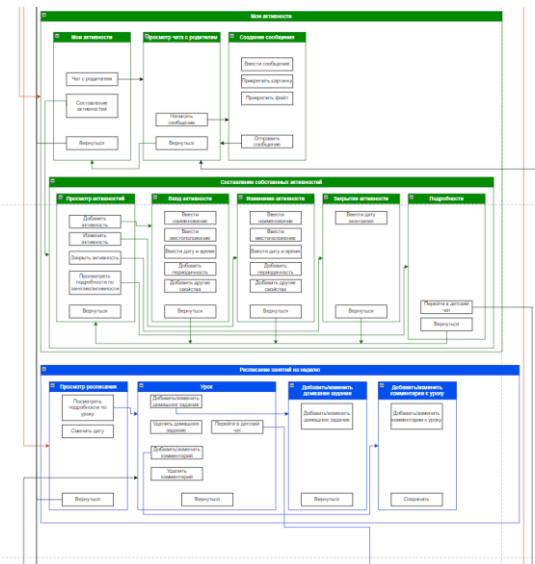 Мои активности
Мои активности
Чат с родителем
Составление
активностей
Вернуться
Просмотр чата с родителем
Написать
сообщение
Вернуться
Создание сообщения
Ввести сообщение
Прикрепить картинку
Прикрепить файл
Отправить
сообщение
Составление собственных активностей
Просмотр активностей
Добавить
активность
Изменить
активность
Закрыть активность
Просмотреть
подробности по
занятию/активности
Вернуться
Ввод активности
Ввести
наименование
Ввести
местоположение
Ввести дату и время
Добавить
периодичность
Добавить другие
свойства
Вернуться
Изменение активности
Ввести
наименование
Ввести
местоположение
Ввести дату и время
Добавить
периодичность
Добавить другие
свойства
Вернуться
Закрытие активности
Ввести дату
окончания
Вернуться
Подробности
Перейти в детский
чат
Вернуться
Расписание занятий на неделю
Просмотр расписания
Посмотреть
подробности по
уроку
Сменить дату
Вернуться
Урок
Добавить/изменить
домашнее задание
Удалить домашнее
задание
Перейти в детский
чат
Добавить/изменить
комментарий
Удалить
комментарий
Вернуться
Добавить/изменить
домашнее задание
Добавить/изменить
домашнее задание
Вернуться
Добавить/изменить
комментарии к уроку
Добавить/изменить
комментарии к уроку
Сохранить